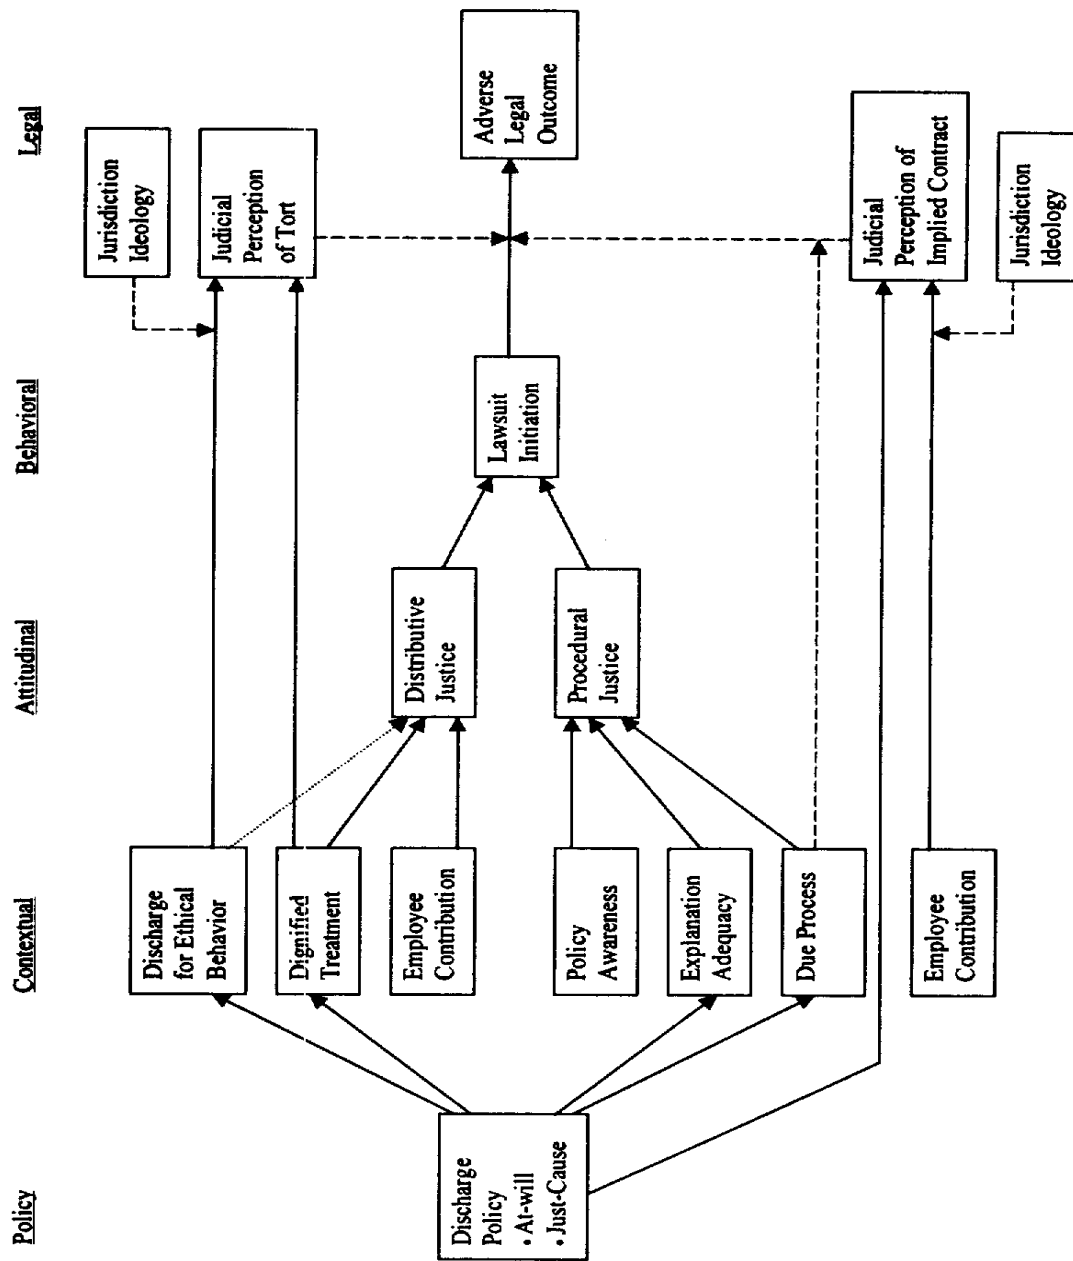 Policy
Contextual
Attitudinal
Behavioral
Legal
Discharge
Policy
• At-will
• Just-Cause
Discharge
for Ethical
Behavior
Dignified
Treatment
Employee
Contribution
Policy
Awareness
Explanation
Adequacy
Due Process
Employee
Contribution
Distributive
Justice
Procedural
Justice
Lawsuit
Initiation
Jurisdiction
Ideology
Judicial
Perception
of Tort
Adverse
Legal
Outcome
Judicial
Perception of
Implied Contract
Jurisdiction
Ideology